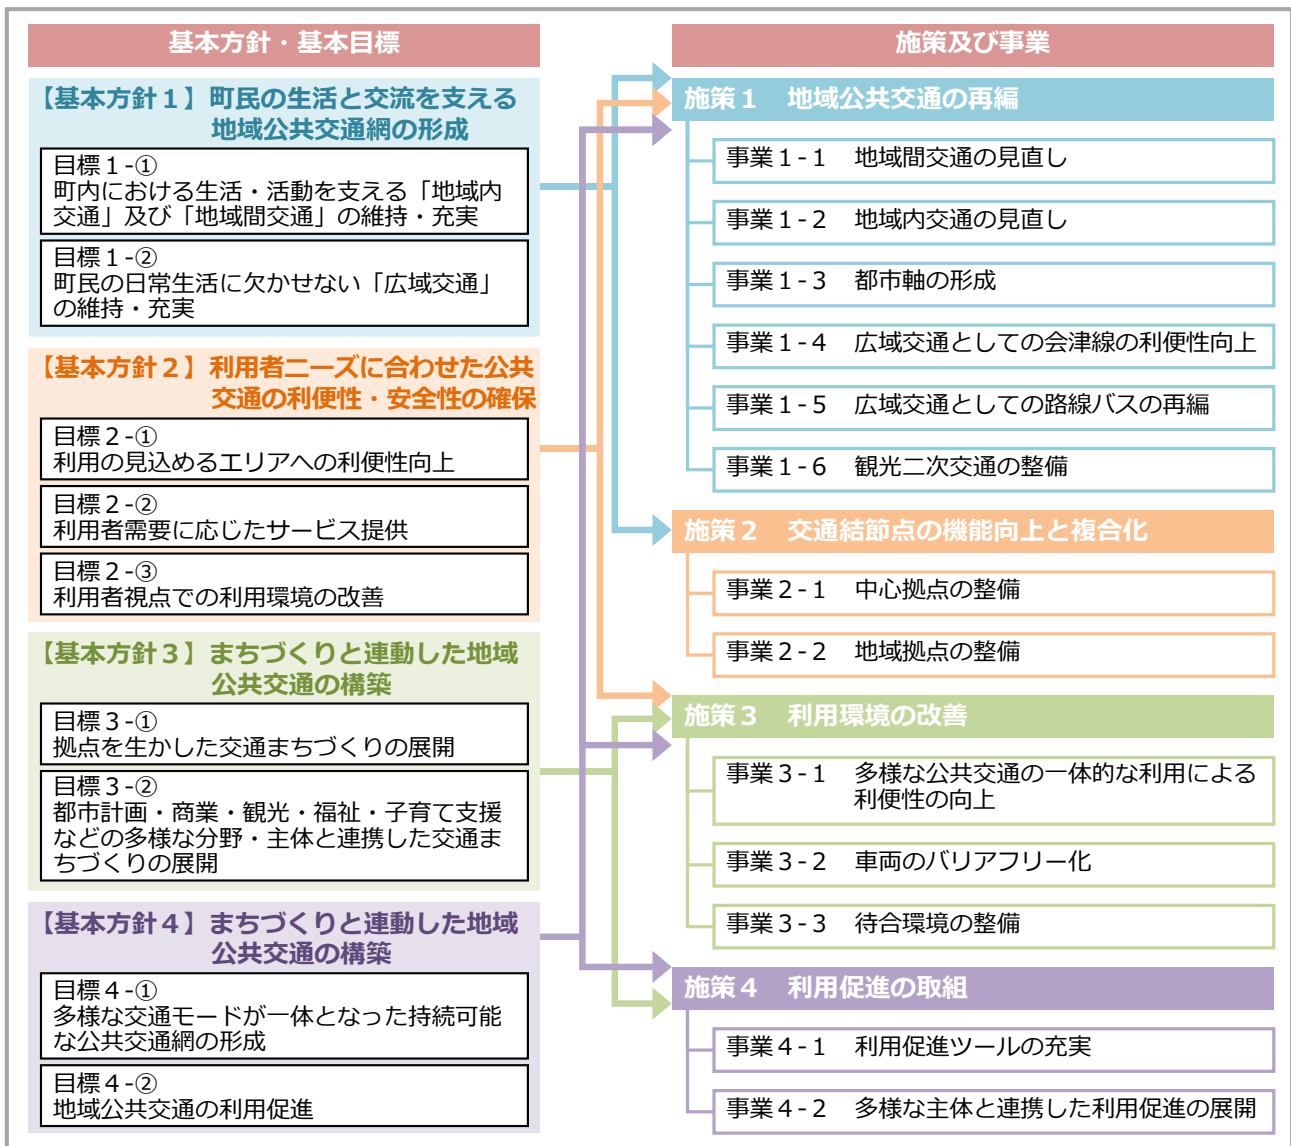 基本方針・基本目標
【基本方針１】町民の生活と交流を支える
地域公共交通網の形成
目標１-①
町内における生活・活動を支える「地域内
交通」及び「地域間交通」の維持・充実
目標１-②
町民の日常生活に欠かせない「広域交通」
の維持・充実
【基本方針２】利用者ニーズに合わせた公共
交通の利便性・安全性の確保
目標２-①
利用の見込めるエリアへの利便性向上
目標２-②
利用者需要に応じたサービス提供
目標２-③
利用者視点での利用環境の改善
【基本方針３】まちづくりと連動した地域
公共交通の構築
目標３-①
拠点を生かした交通まちづくりの展開
目標３-②
都市計画・商業・観光・福祉・子育て支援
などの多様な分野・主体と連携した交通ま
ちづくりの展開
【基本方針４】まちづくりと連動した地域
公共交通の構築
目標４-①
多様な交通モードが一体となった持続可能
な公共交通網の形成
目標４-②
地域公共交通の利用促進
施策及び事業
施策１　地域公共交通の再編
事業１-１　地域間交通の見直し
事業１-２　地域内交通の見直し
事業１-３　都市軸の形成
事業１-４　広域交通としての会津線の利便性向上
事業１-５　広域交通としての路線バスの再編
事業１-６　観光二次交通の整備
施策２　交通結節点の機能向上と複合化
事業２-１　中心拠点の整備
事業２-２　地域拠点の整備
施策３　利用環境の改善
事業３-１　多様な公共交通の一体的な利用による
利便性の向上
事業３-２　車両のバリアフリー化
事業３-３　待合環境の整備
施策４　利用促進の取組
事業４-１　利用促進ツールの充実
事業４-２　多様な主体と連携した利用促進の展開